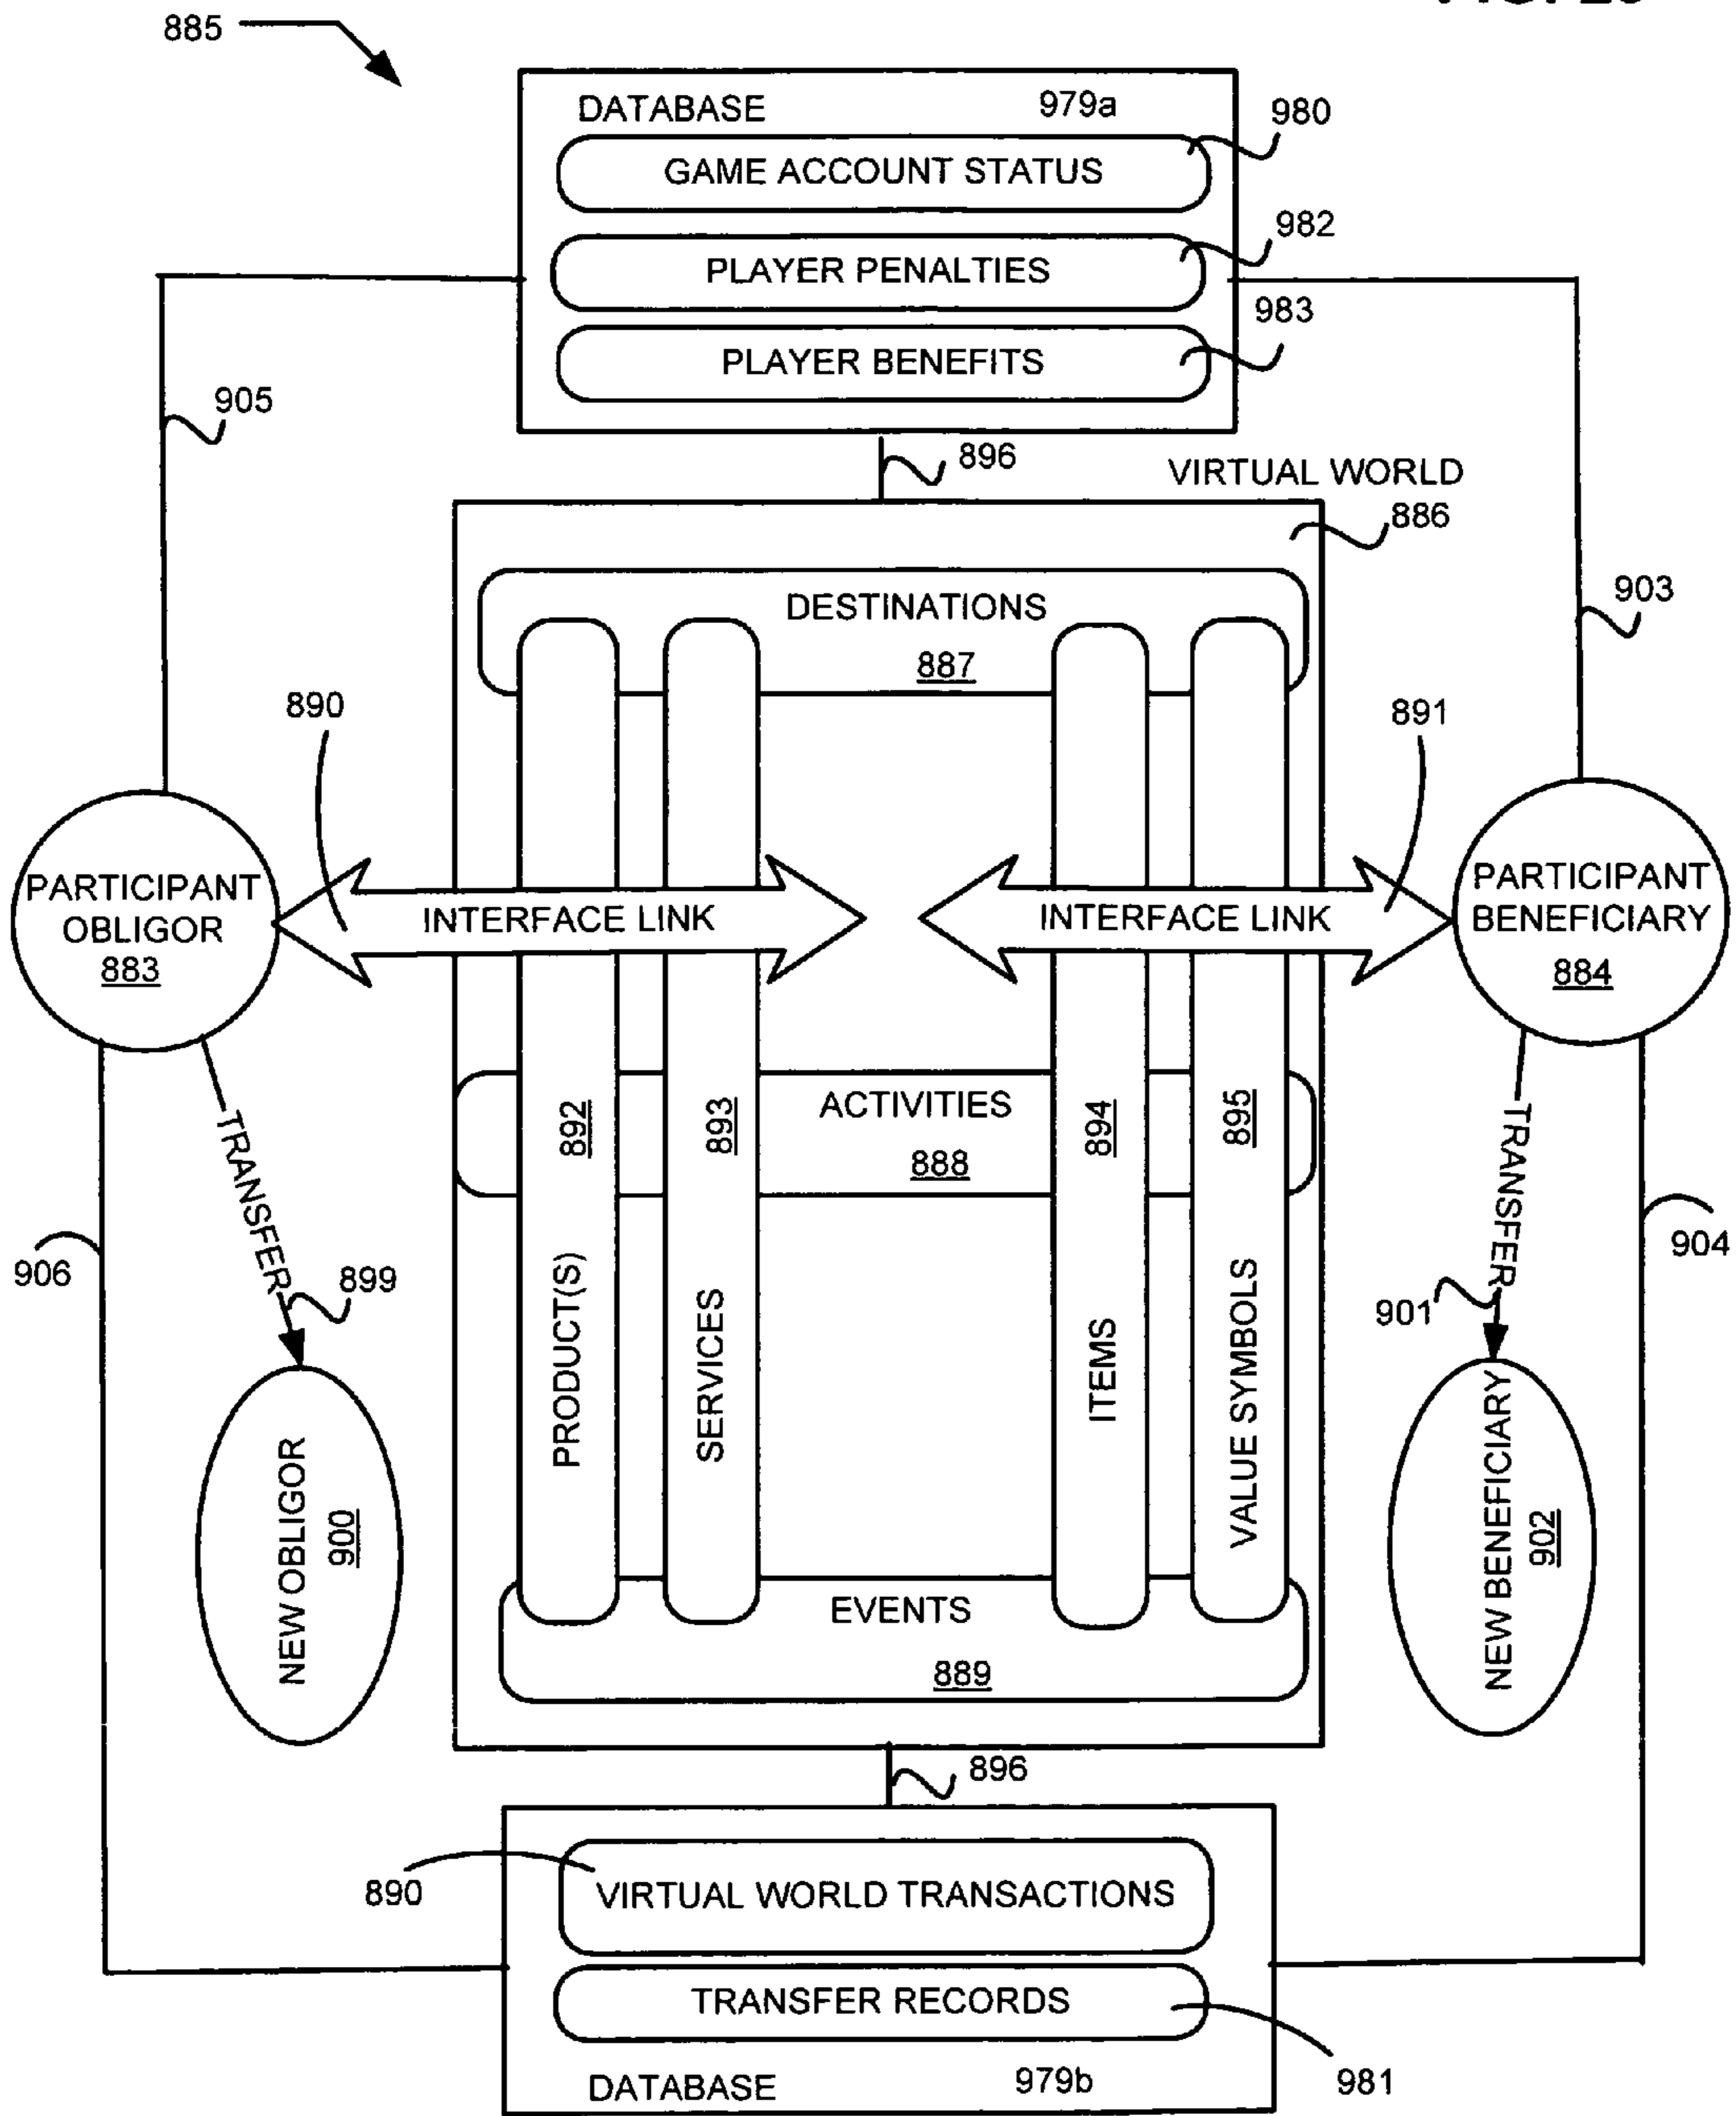 885
DATABASE 979a
980
GAME ACCOUNT STATUS
982
PLAYER PENALTIES
983
PLAYER BENEFITS
905
896
VIRTUAL WORLD
886
903
DESTINATIONS
887
890
891
PARTICIPANT
OBLIGOR
883
INTERFACE LINK
INTERFACE LINK
PARTICIPANT
BENEFICIARY
884
ACTIVITIES
888
892
893
894
895
PRODUCT(S)
SERVICES
ITEMS
VALUE SYMBOLS
TRANSFER
TRANSFER
906
899
901
904
NEW OBLIGOR
900
NEW BENEFICIARY
902
EVENTS
889
896
890
VIRTUAL WORLD TRANSACTIONS
TRANSFER RECORDS
981
DATABASE 979b